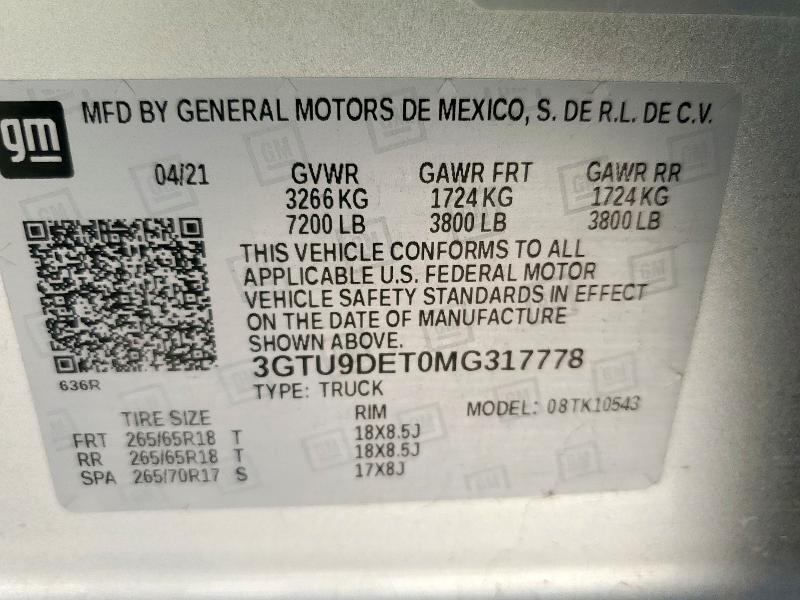 gm
MFD BY GENERAL MOTORS DE MEXICO, S. DE R.L. DE C.V.
04/21 GVWR GAWR FRT GAWR RR
3266 KG 1724 KG 1724 KG
7200 LB 3800 LB 3800 LB
THIS VEHICLE CONFORMS TO ALL
APPLICABLE U.S. FEDERAL MOTOR
VEHICLE SAFETY STANDARDS IN EFFECT
ON THE DATE OF MANUFACTURE
SHOWN ABOVE.
3GTU9DET0MG317778
636R
TYPE: TRUCK
TIRE SIZE RIM MODEL: 08TK10543
FRT 265/65R18 T 18X8.5J
RR 265/65R18 T 18X8.5J
SPA 265/70R17 S 17X8J